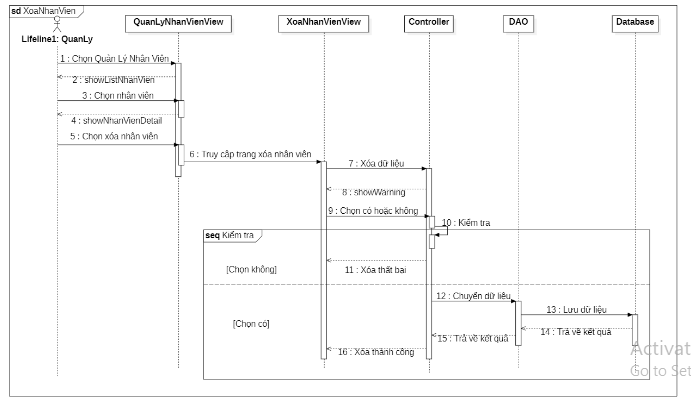 sd XoaNhanVien
QuanLyNhanVienView
XoaNhanVienView
Controller
DAO
Database
Lifeline1: QuanLy
1 : Chọn Quản Lý Nhân Viên
2 : showListNhanVien
3 : Chọn nhân viên
4 : showNhanVienDetail
5 : Chọn xóa nhân viên
6 : Truy cập trang xóa nhân viên
7 : Xóa dữ liệu
8 : showWarning
9 : Chọn có hoặc không
10 : Kiểm tra
seq Kiểm tra
[Chọn không]
11 : Xóa thất bại
12 : Chuyển dữ liệu
13 : Lưu dữ liệu
[Chọn có]
14 : Trả về kết quả
15 : Trả về kết quả
16 : Xóa thành công
Activat
Go to Set